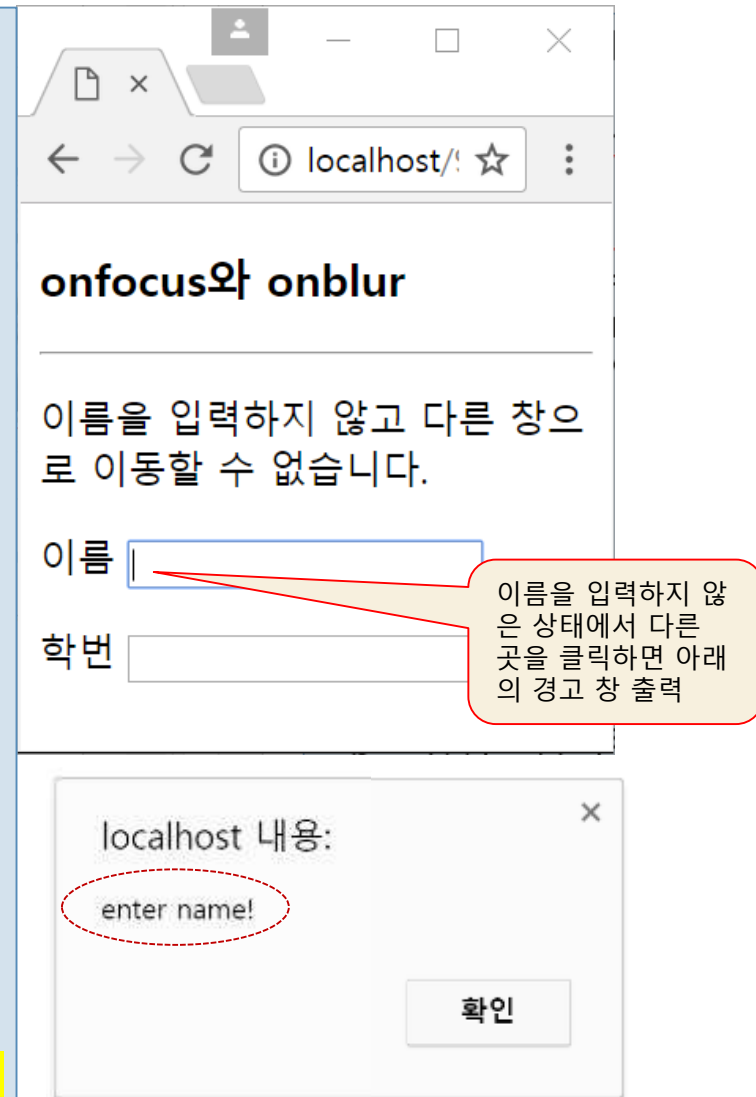 localhost/9
onfocus와 onblur
이름을 입력하지 않고 다른 창으
로 이동할 수 없습니다.
이름
이름을 입력하지 않
은 상태에서 다른
곳을 클릭하면 아래
의 경고 창 출력
학번
localhost 내용:
enter name!
확인